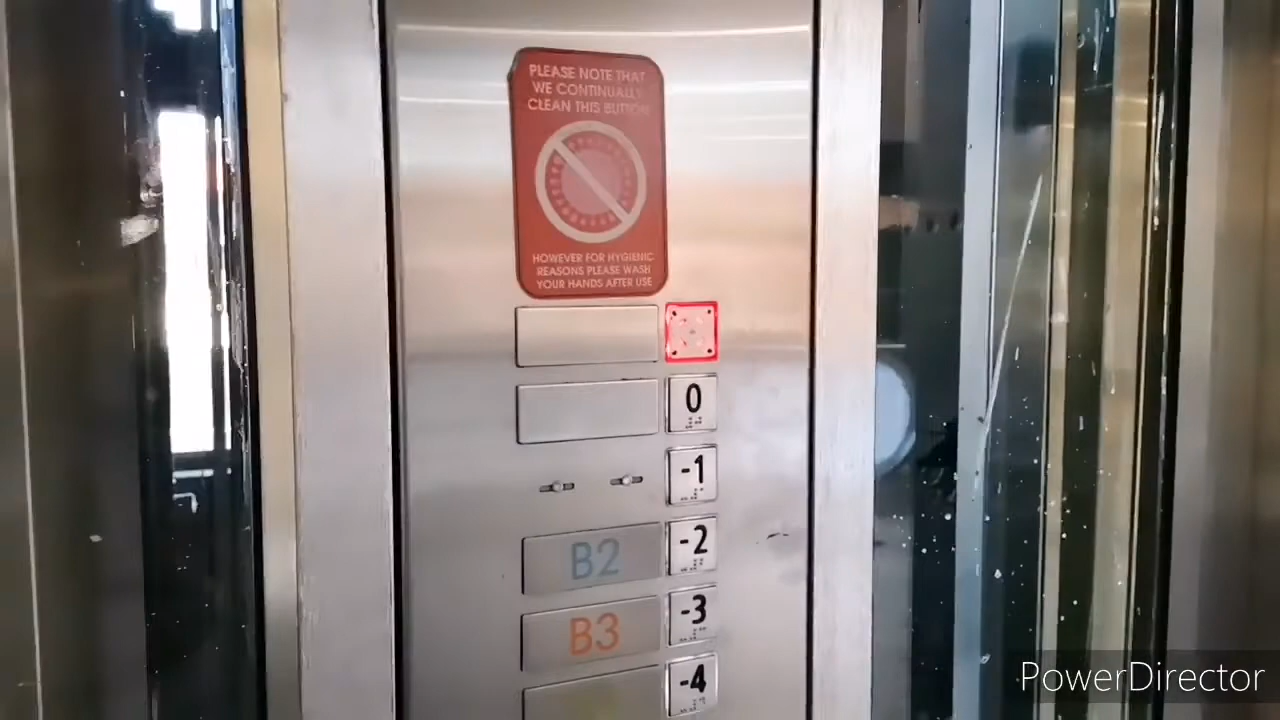 PLEASE NOTE THAT
WE CONTINUALLY
CLEAN THIS BUTTON
HOWEVER FOR HYGIENIC
REASONS PLEASE WASH
YOUR HANDS AFTER USE
0
-1
B2 -2
B3 -3
-4
PowerDirector